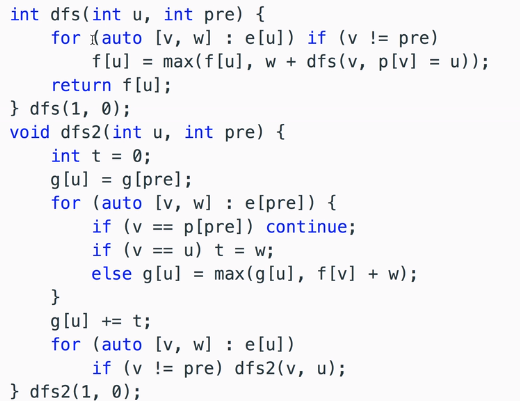 int dfs(int u, int pre) {
    for (auto [v, w] : e[u]) if (v != pre)
        f[u] = max(f[u], w + dfs(v, p[v] = u));
    return f[u];
} dfs(1, 0);
void dfs2(int u, int pre) {
    int t = 0;
    g[u] = g[pre];
    for (auto [v, w] : e[pre]) {
        if (v == p[pre]) continue;
        if (v == u) t = w;
        else g[u] = max(g[u], f[v] + w);
    }
    g[u] += t;
    for (auto [v, w] : e[u])
        if (v != pre) dfs2(v, u);
} dfs2(1, 0);